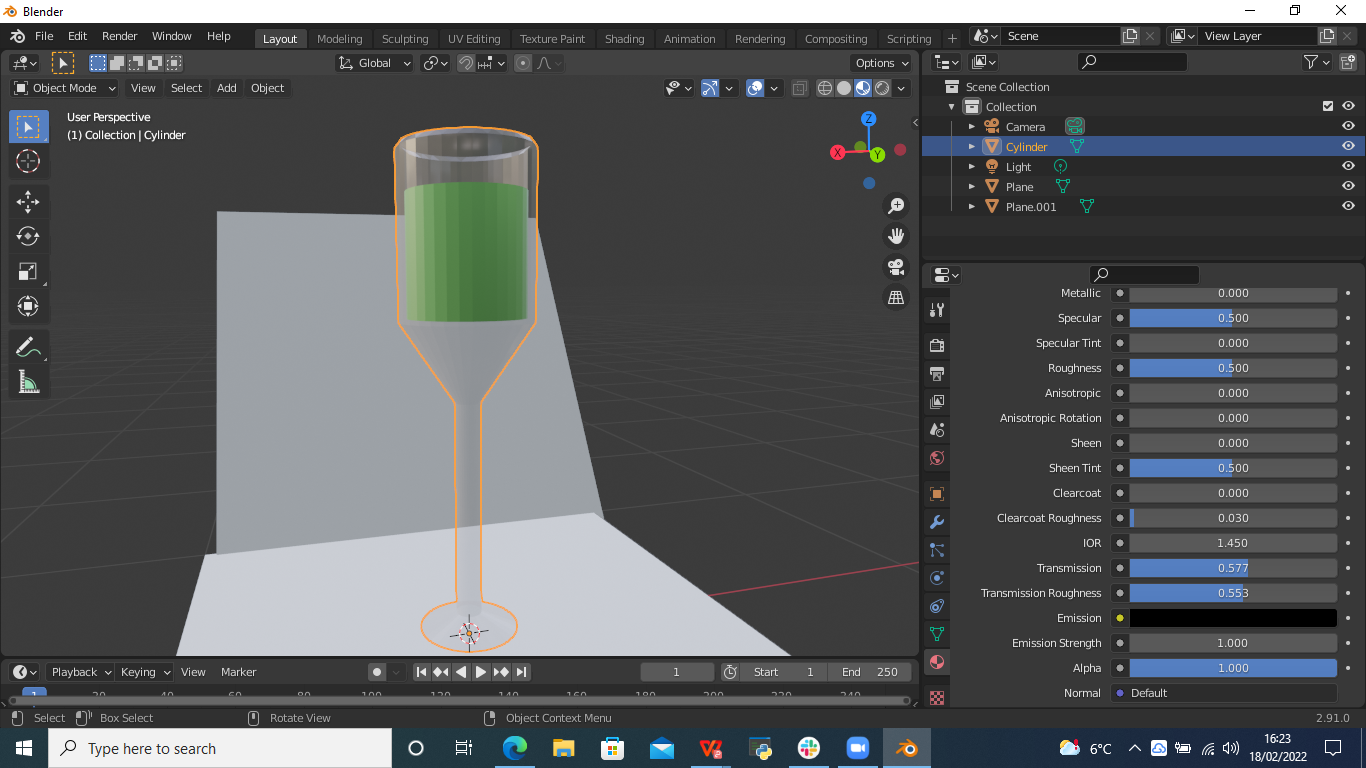 Blender
File Edit Render Window Help
Layout Modeling Sculpting UV Editing Texture Paint Shading Animation Rendering Compositing Scripting +
Scene
View Layer
Global
Options
Object Mode View Select Add Object
User Perspective
(1) Collection | Cylinder
Z
X
Y
Scene Collection
Collection
Camera
Cylinder
Light
Plane
Plane.001
Metallic 0.000
Specular 0.500
Specular Tint 0.000
Roughness 0.500
Anisotropic 0.000
Anisotropic Rotation 0.000
Sheen 0.000
Sheen Tint 0.500
Clearcoat 0.000
Clearcoat Roughness 0.030
IOR 1.450
Transmission 0.577
Transmission Roughness 0.553
Emission
Emission Strength 1.000
Alpha 1.000
Normal Default
Playback Keying View Marker 1 Start 1 End 250
1 20 40 60 80 100 120 140 160 180 200 220 240
Select Box Select Rotate View Object Context Menu 2.91.0
Type here to search
6°C
16:23
18/02/2022